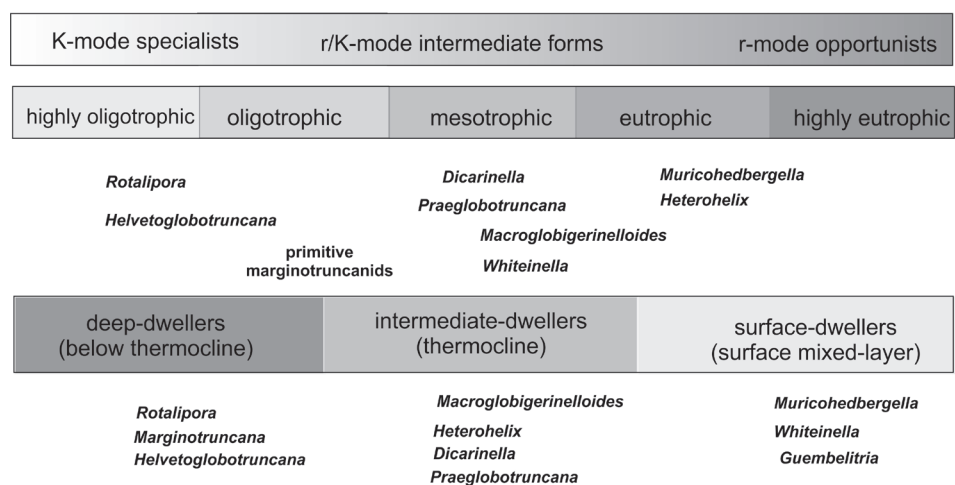 K-mode specialists r/K-mode intermediate forms r-mode opportunists
highly oligotrophic oligotrophic mesotrophic eutrophic highly eutrophic
Rotalipora Dicarinella Muricohedbergella
Helvetoglobotruncana Praeglobotruncana Heterohelix
primitive Macroglobigerinelloides
marginotruncanids Whiteinella
deep-dwellers intermediate-dwellers surface-dwellers
(below thermocline) (thermocline) (surface mixed-layer)
Rotalipora Macroglobigerinelloides Muricohedbergella
Marginotruncana Heterohelix Whiteinella
Helvetoglobotruncana Dicarinella Guembelitria
Praeglobotruncana